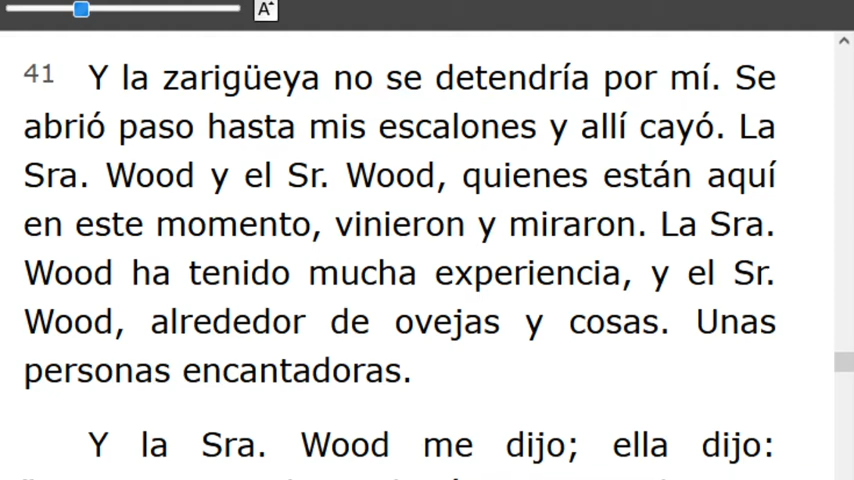 A
41 Y la zarigüeya no se detendría por mí. Se
abrió paso hasta mis escalones y allí cayó. La
Sra. Wood y el Sr. Wood, quienes están aquí
en este momento, vinieron y miraron. La Sra.
Wood ha tenido mucha experiencia, y el Sr.
Wood, alrededor de ovejas y cosas. Unas
personas encantadoras.
Y la Sra. Wood me dijo; ella dijo: